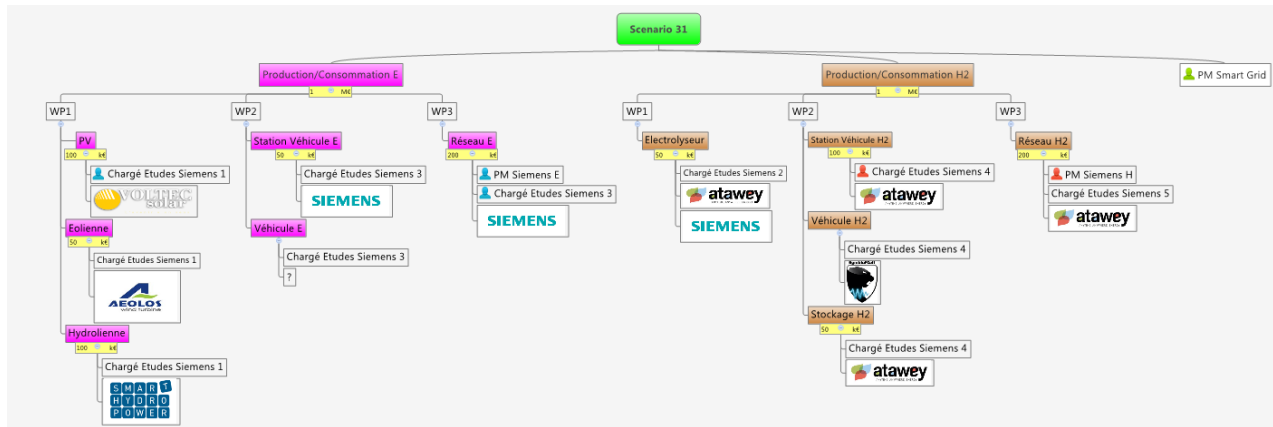 Scenario 31
Production/Consommation E
1 M€
Production/Consommation H2
1 M€
PM Smart Grid
WP1
WP2
WP3
WP1
WP2
WP3
PV
100 k€
Chargé Etudes Siemens 1
VOLTEC
solar
Eolienne
50 k€
Chargé Etudes Siemens 1
AEOLOS
WIND TURBINE
Hydrolienne
100 k€
Chargé Etudes Siemens 1
SMART
HYDRO
POWER
Station Véhicule E
50 k€
Chargé Etudes Siemens 3
SIEMENS
Véhicule E
Chargé Etudes Siemens 3
?
Réseau E
200 k€
PM Siemens E
Chargé Etudes Siemens 3
SIEMENS
Electrolyseur
50 k€
Chargé Etudes Siemens 2
atawey
SIEMENS
Station Véhicule H2
100 k€
Chargé Etudes Siemens 4
atawey
Véhicule H2
Chargé Etudes Siemens 4
Stockage H2
50 k€
Chargé Etudes Siemens 4
atawey
Réseau H2
200 k€
PM Siemens H
Chargé Etudes Siemens 5
atawey